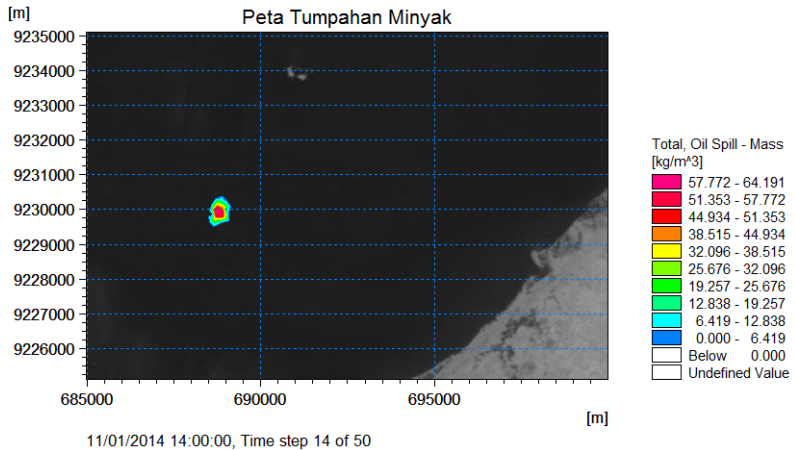 [m]
Peta Tumpahan Minyak
9235000
9234000
9233000
9232000
9231000
9230000
9229000
9228000
9227000
9226000
685000
690000
695000
[m]
11/01/2014 14:00:00, Time step 14 of 50
Total, Oil Spill - Mass
[kg/m^3]
57.772 - 64.191
51.353 - 57.772
44.934 - 51.353
38.515 - 44.934
32.096 - 38.515
25.676 - 32.096
19.257 - 25.676
12.838 - 19.257
6.419 - 12.838
0.000 - 6.419
Below 0.000
Undefined Value